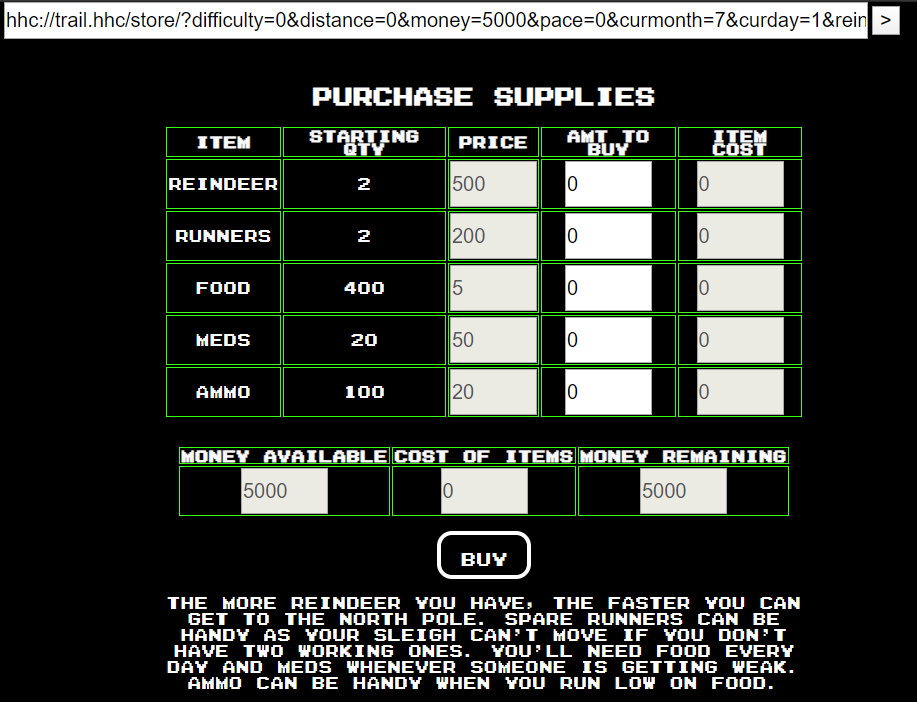 hhc://trail.hhc/store/?difficulty=0&distance=0&money=5000&pace=0&curmonth=7&curday=1&rein >
PURCHASE SUPPLIES
ITEM STARTING QTY PRICE AMT TO BUY ITEM COST
REINDEER 2 500 0 0
RUNNERS 2 200 0 0
FOOD 400 5 0 0
MEDS 20 50 0 0
AMMO 100 20 0 0
MONEY AVAILABLE COST OF ITEMS MONEY REMAINING
5000 0 5000
BUY
THE MORE REINDEER YOU HAVE, THE FASTER YOU CAN
GET TO THE NORTH POLE. SPARE RUNNERS CAN BE
HANDY AS YOUR SLEIGH CAN'T MOVE IF YOU DON'T
HAVE TWO WORKING ONES. YOU'LL NEED FOOD EVERY
DAY AND MEDS WHENEVER SOMEONE IS GETTING WEAK.
AMMO CAN BE HANDY WHEN YOU RUN LOW ON FOOD.